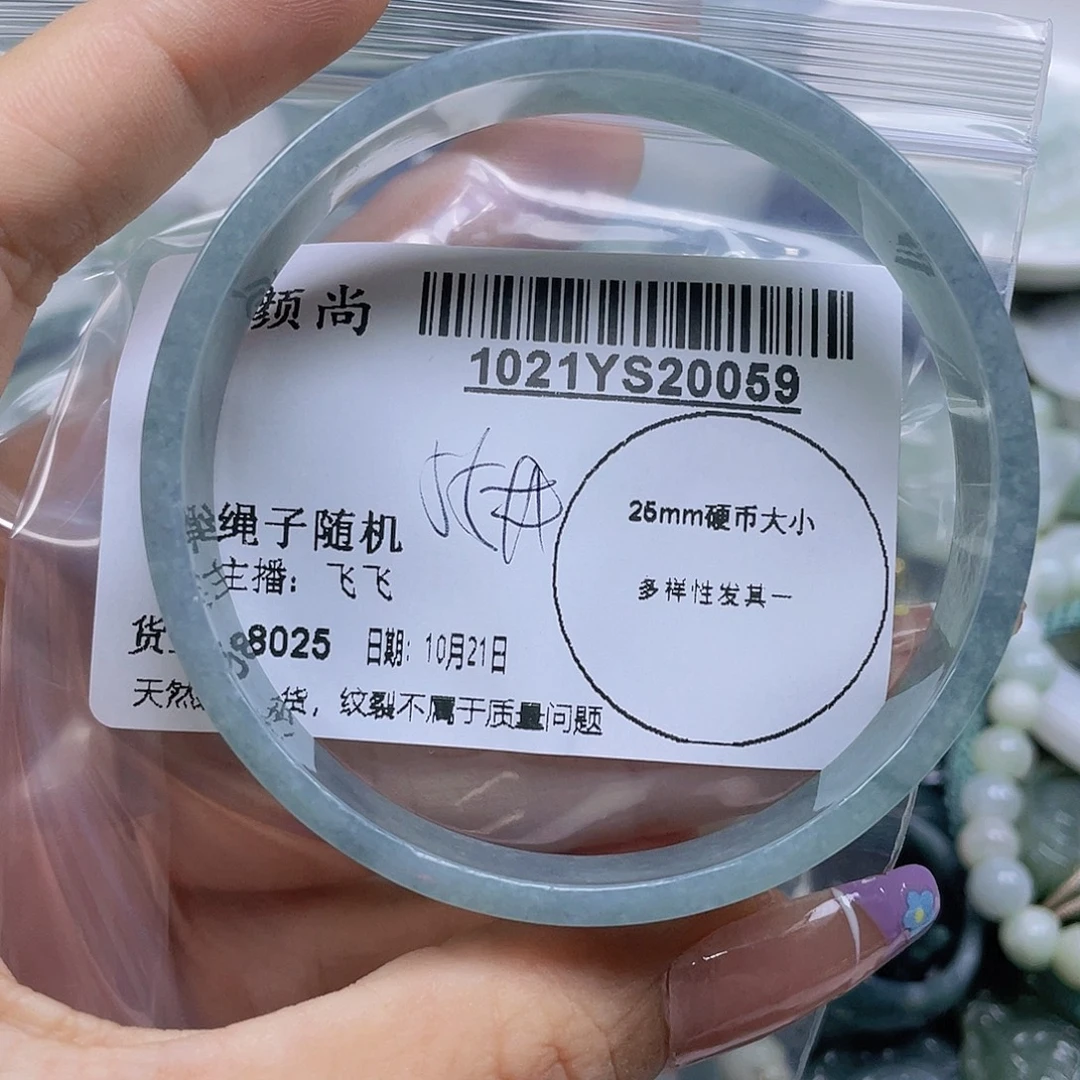 颜尚
1021YS20059
绳子随机
25mm硬币大小
主播：飞飞
多样性发其一
货 8025 日期：10月21日
天然 货，纹裂不属于质量问题